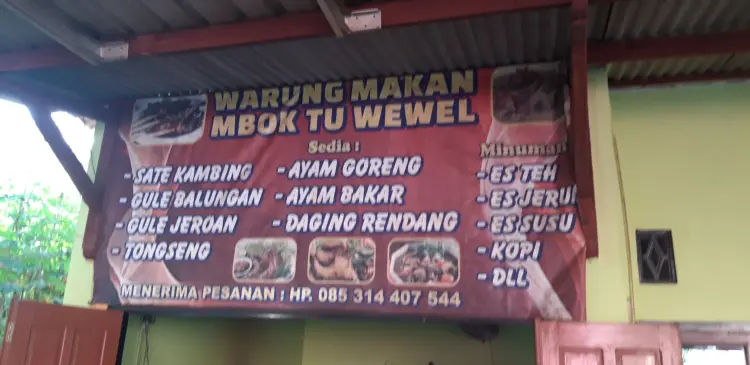 WARUNG MAKAN
MBOK TU WEWEL
Sedia :
- SATE KAMBING
- GULE BALUNGAN
- GULE JEROAN
- TONGSENG
- AYAM GORENG
- AYAM BAKAR
- DAGING RENDANG
Minuman
- ES TEH
- ES JERUK
- ES SUSU
- KOPI
- DLL
MENERIMA PESANAN : HP. 085 314 407 544